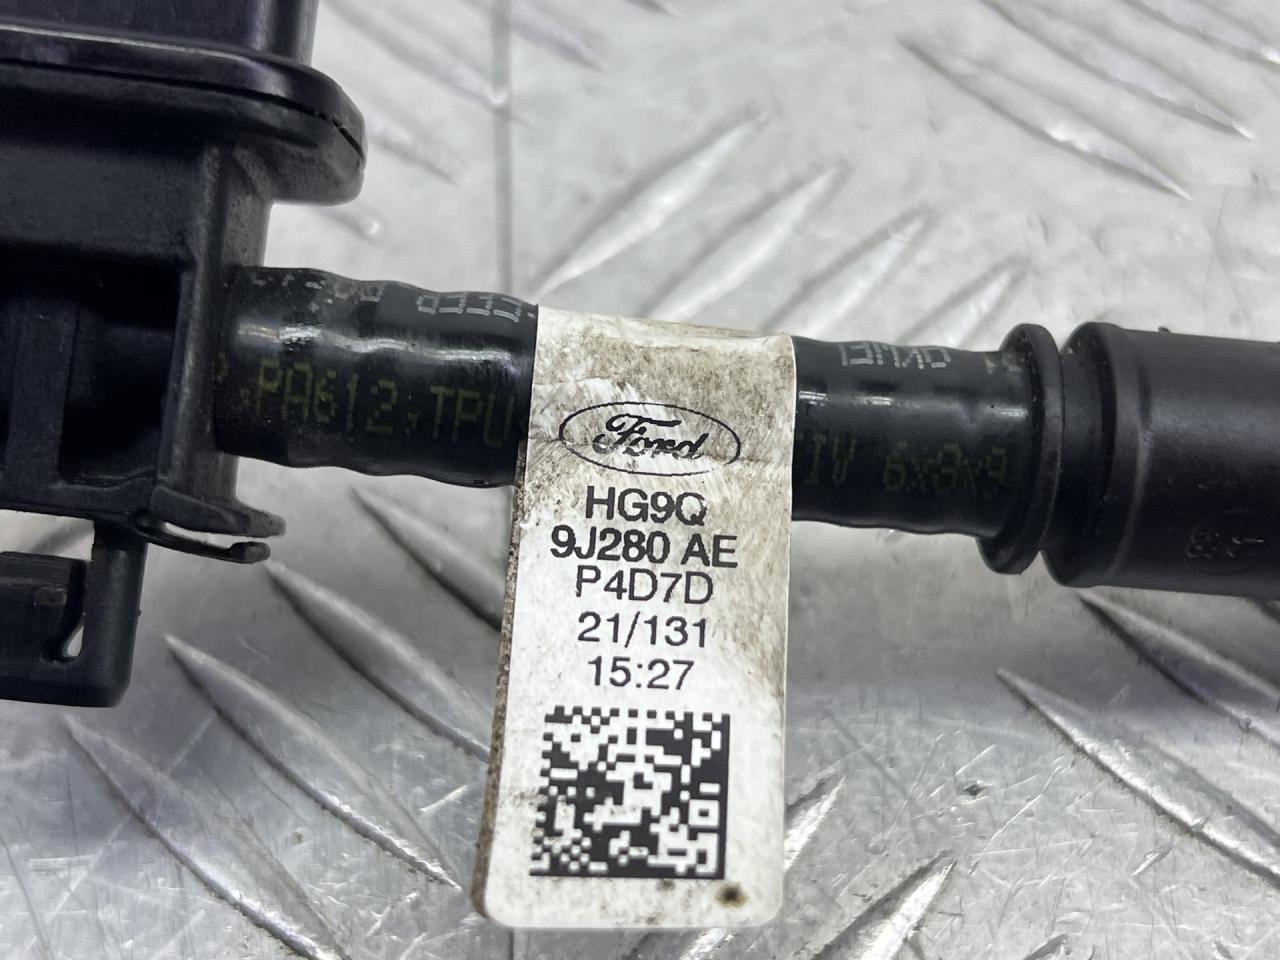 PA612.TPU
Ford
HG9Q
9J280 AE
P4D7D
21/131
15:27
6x8x9